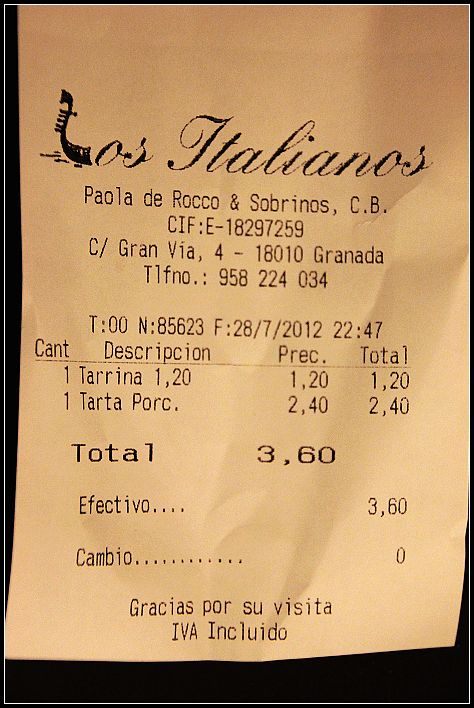 Los Italianos
Paola de Rocco & Sobrinos, C.B.
CIF:E-18297259
C/ Gran Vía, 4 - 18010 Granada
Tlfno.: 958 224 034
T:00 N:85623 F:28/7/2012 22:47
Cant Descripcion Prec. Total
1 Tarrina 1,20 1,20 1,20
1 Tarta Porc. 2,40 2,40
Total 3,60
Efectivo.... 3,60
Cambio............ 0
Gracias por su visita
IVA Incluido